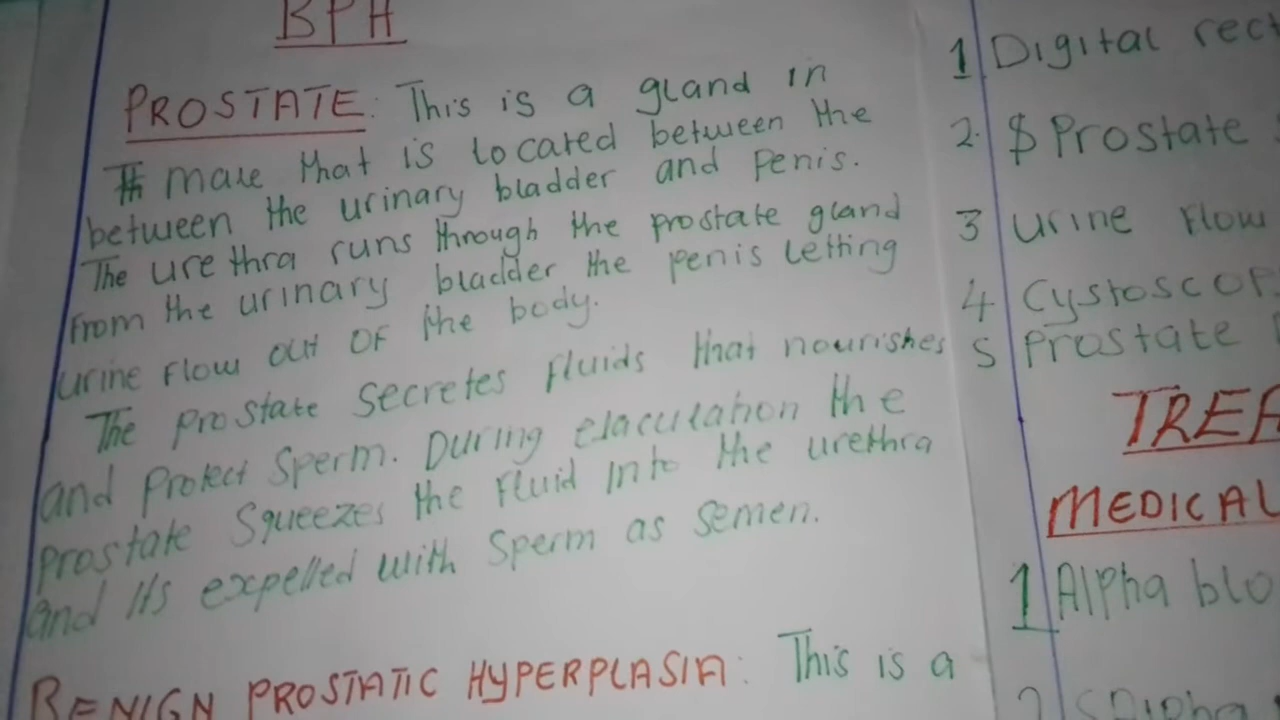 BPH
PROSTATE: This is a gland in
male that is located between the
between the urinary bladder and Penis.
The urethra runs through the prostate gland
From the urinary bladder the penis letting
urine Flow out OF the body.
The prostate secretes fluids that nourishes
and Protect Sperm. During ejaculation the
prostate Squeezes the Fluid Into the urethra
and Its expelled with Sperm as Semen.
BENIGN PROSTATIC HYPERPLASIA: This is a
1 Digital rect
2. $ Prostate
3 Urine Flow
4 Cystoscop
5 Prostate
TREA
MEDICAL
1 Alpha blo
2